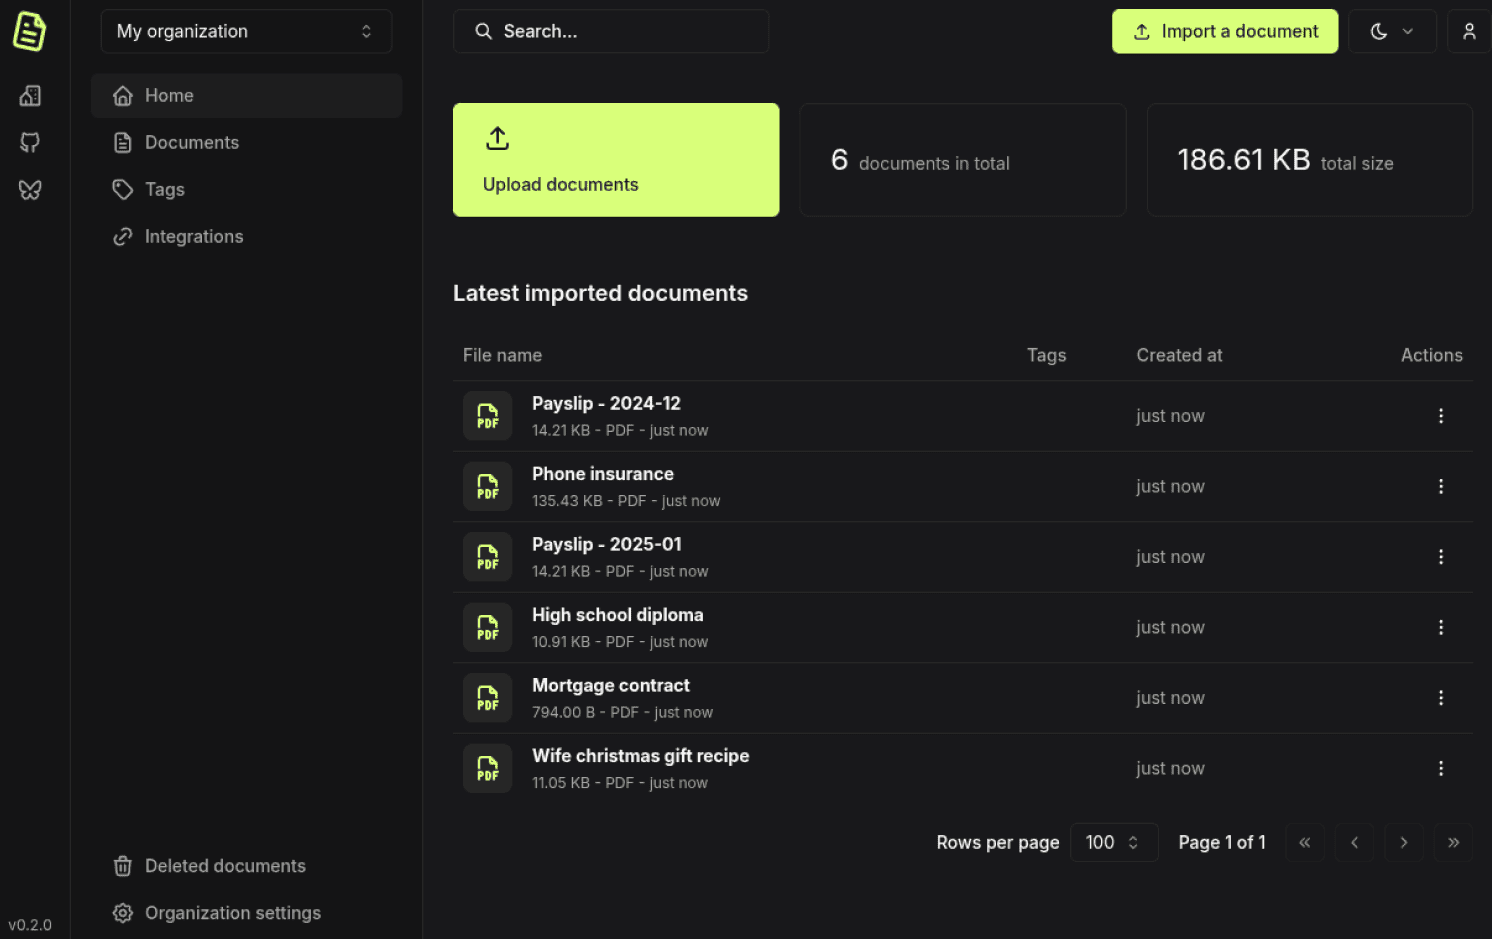 My organization
Search...
Import a document
Home
Documents
Tags
Integrations
Upload documents
6 documents in total
186.61 KB total size
Latest imported documents
File name Tags Created at Actions
PDF
Payslip - 2024-12
14.21 KB - PDF - just now
just now
PDF
Phone insurance
135.43 KB - PDF - just now
just now
PDF
Payslip - 2025-01
14.21 KB - PDF - just now
just now
PDF
High school diploma
10.91 KB - PDF - just now
just now
PDF
Mortgage contract
794.00 B - PDF - just now
just now
PDF
Wife christmas gift recipe
11.05 KB - PDF - just now
just now
Rows per page 100 Page 1 of 1
Deleted documents
Organization settings
v0.2.0